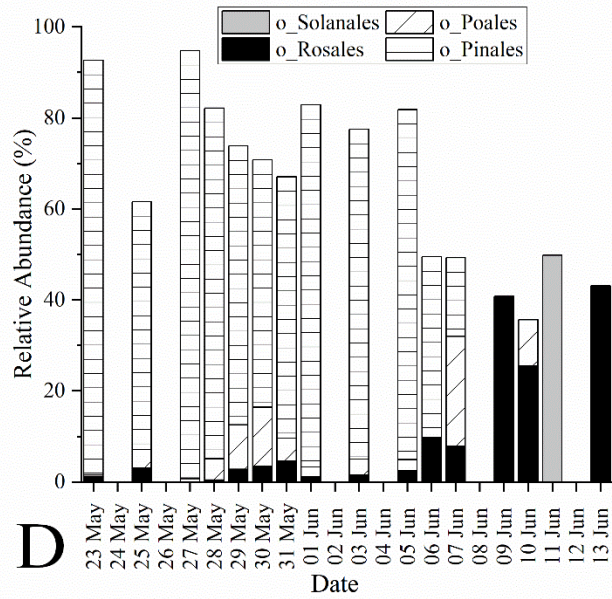 o_Solanales o_Poales
o_Rosales o_Pinales
100
80
60
40
20
0
Relative Abundance (%)
23 May
24 May
25 May
26 May
27 May
28 May
29 May
30 May
31 May
01 Jun
02 Jun
03 Jun
04 Jun
05 Jun
06 Jun
07 Jun
08 Jun
09 Jun
10 Jun
11 Jun
12 Jun
13 Jun
D
Date